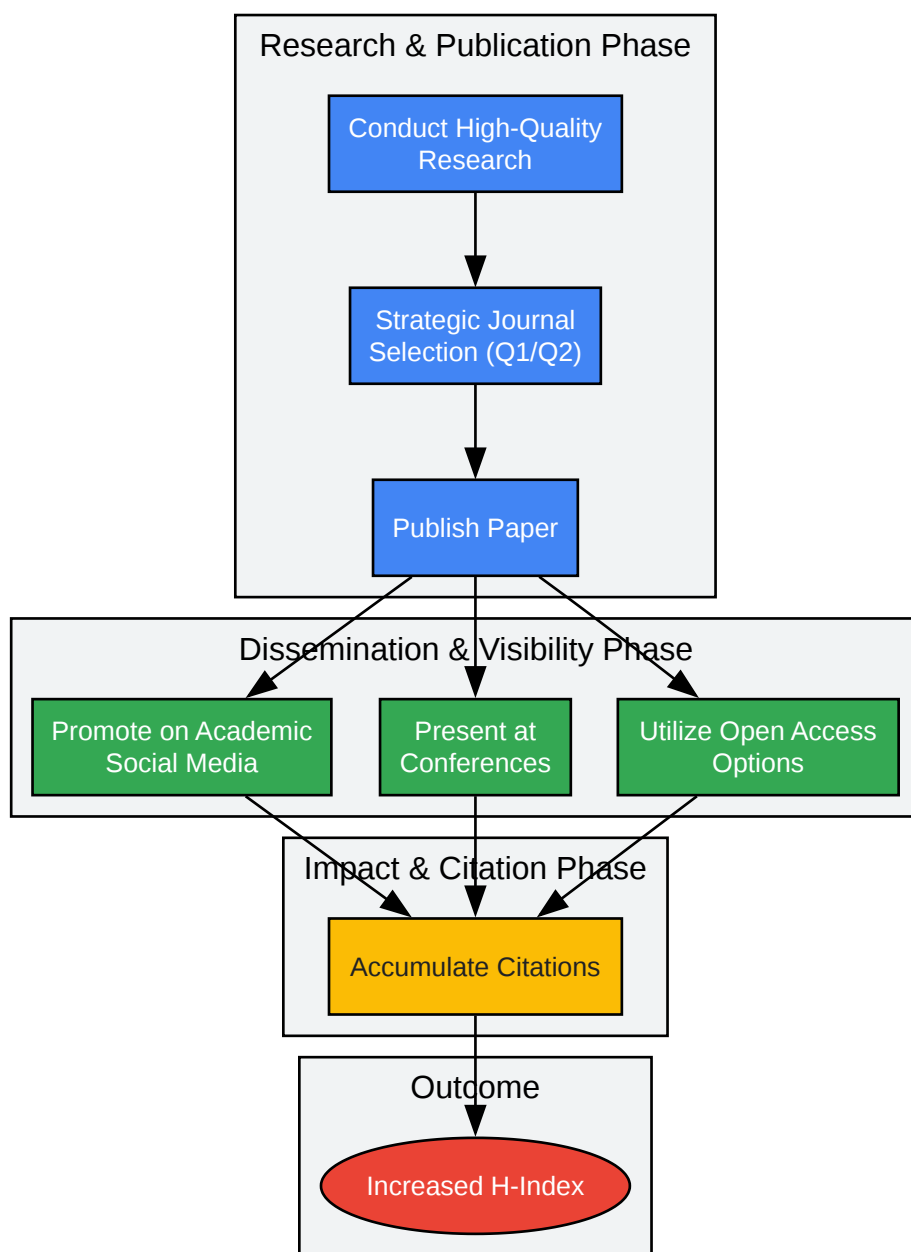 Research & Publication Phase
Conduct High-Quality
Research
Strategic Journal
Selection (Q1/Q2)
Publish Paper
Dissemination & Visibility Phase
Promote on Academic
Social Media
Present at
Conferences
Utilize Open Access
Options
Impact & Citation Phase
Accumulate Citations
Outcome
Increased H-Index